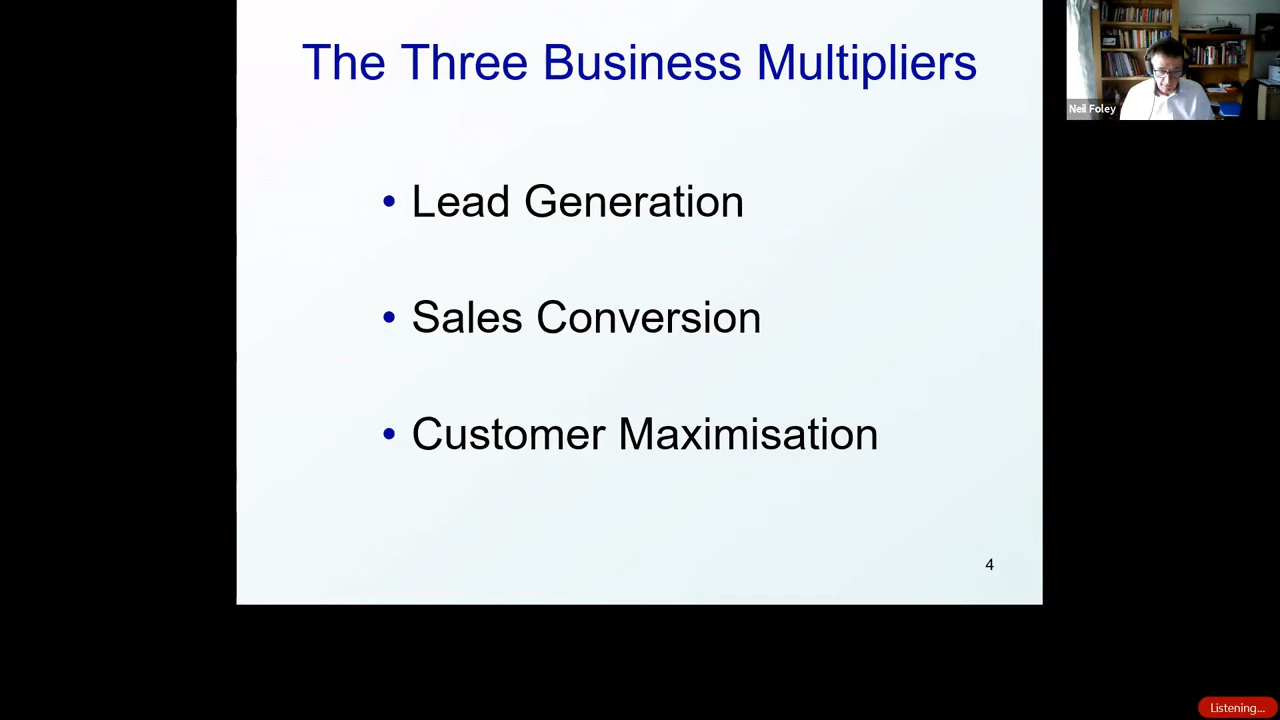 The Three Business Multipliers
Neil Foley
• Lead Generation
• Sales Conversion
• Customer Maximisation
4
Listening...